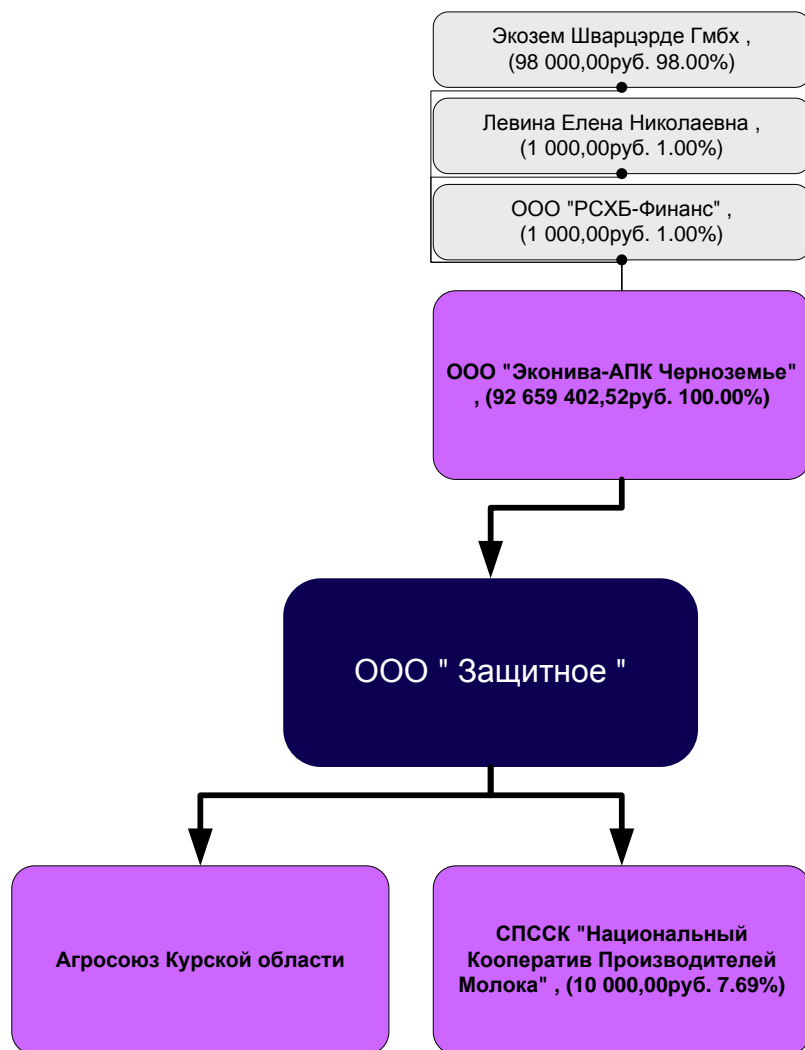 Экозем Шварцэрде Гмбх ,
(98 000,00руб. 98.00%)
Левина Елена Николаевна ,
(1 000,00руб. 1.00%)
ООО "РСХБ-Финанс" ,
(1 000,00руб. 1.00%)
ООО "Эконива-АПК Черноземье"
, (92 659 402,52руб. 100.00%)
ООО " Защитное "
Агросоюз Курской области
СПССК "Национальный
Кооператив Производителей
Молока" , (10 000,00руб. 7.69%)